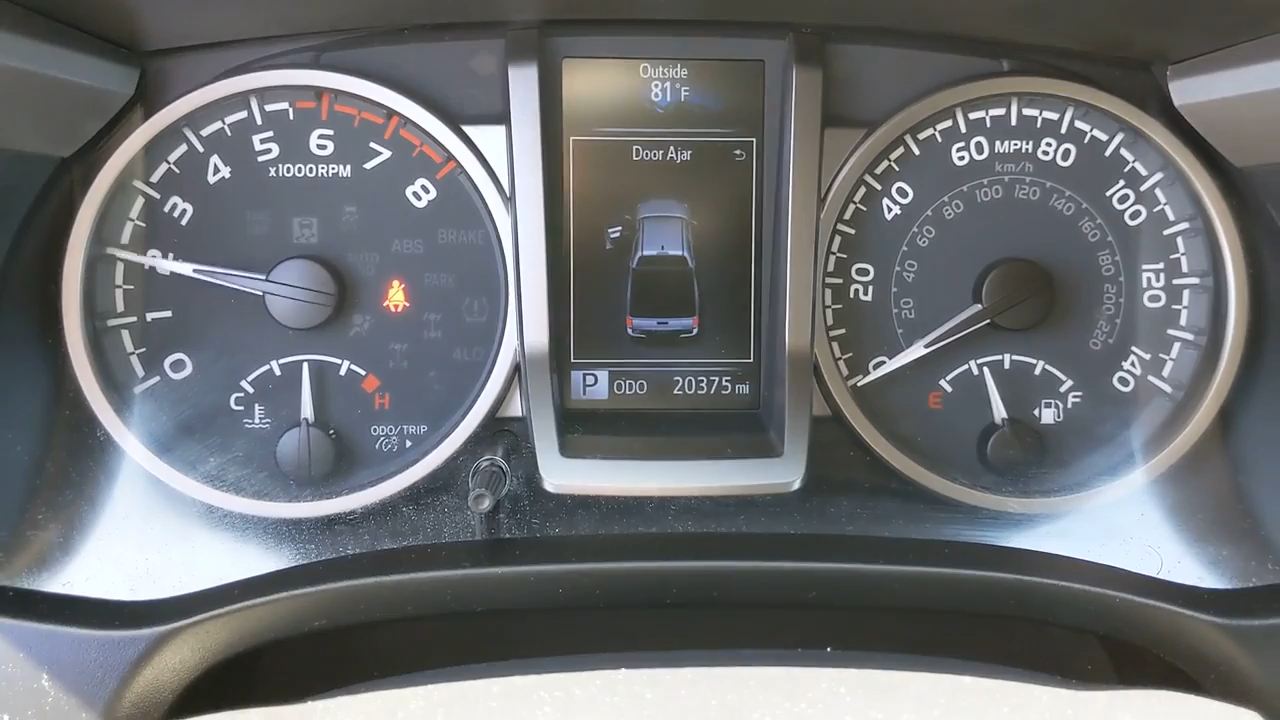 0
1
2
3
4
5
6
7
8
x1000RPM
ABS
BRAKE
PARK
4LO
C
H
ODO/TRIP
Outside
81°F
Door Ajar
P ODO 20375 mi
0
20
40
60
MPH
80
100
120
140
km/h
20
40
60
80
100
120
140
160
180
200
220
E
F